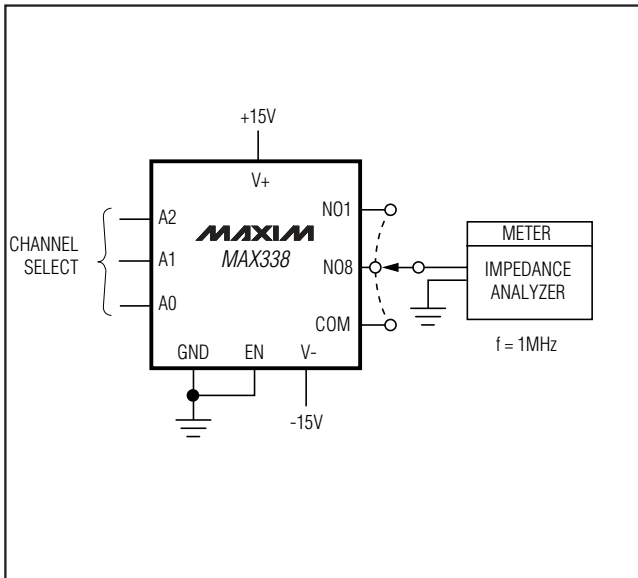 +15V
V+
CHANNEL
SELECT
A2
A1
A0
MAXIM
MAX338
NO1
NO8
COM
GND
EN
V-
-15V
METER
IMPEDANCE
ANALYZER
f = 1MHz